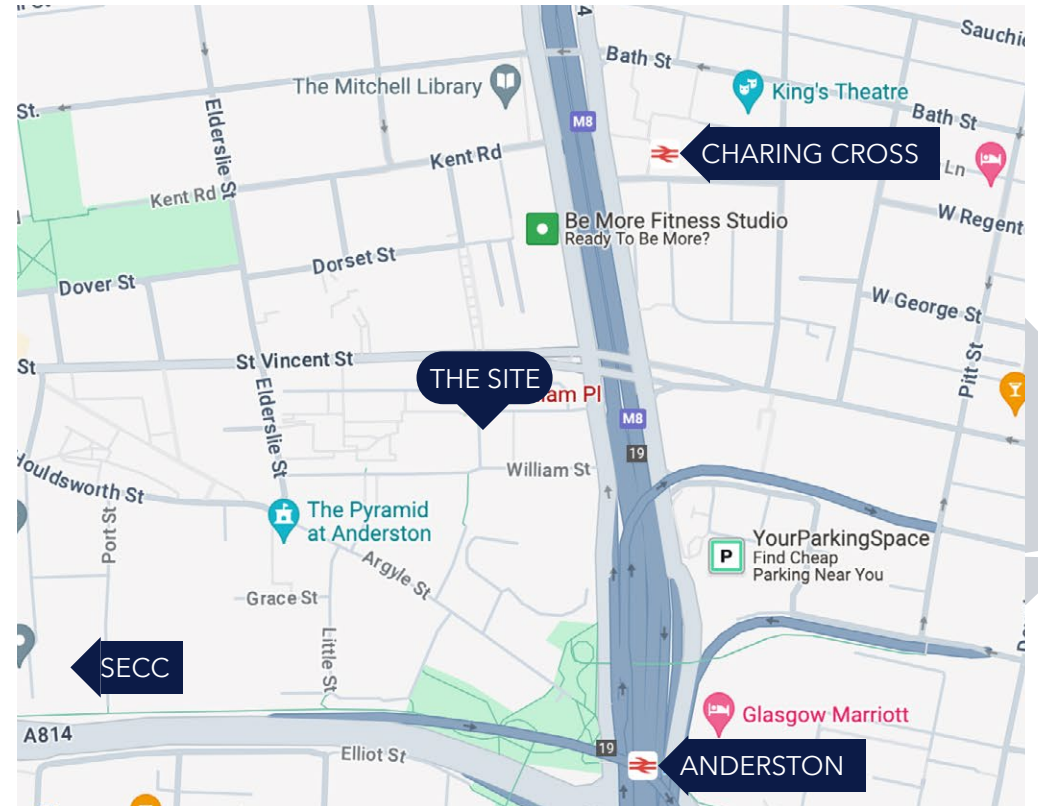 Sauchie
Bath St
The Mitchell Library
King's Theatre
St.
Bath St
M8
Elderslie St
Kent Rd
CHARING CROSS
Ln
Kent Rd
W Regent
Be More Fitness Studio
Ready To Be More?
Dorset St
Dover St
W George St
St
St Vincent St
Pitt St
THE SITE
am Pl
M8
Elderslie St
19
Houldsworth St
William St
Port St
The Pyramid
at Anderston
YourParkingSpace
Find Cheap
Parking Near You
P
Argyle St
Grace St
Little St
SECC
Glasgow Marriott
A814
Elliot St
19
ANDERSTON